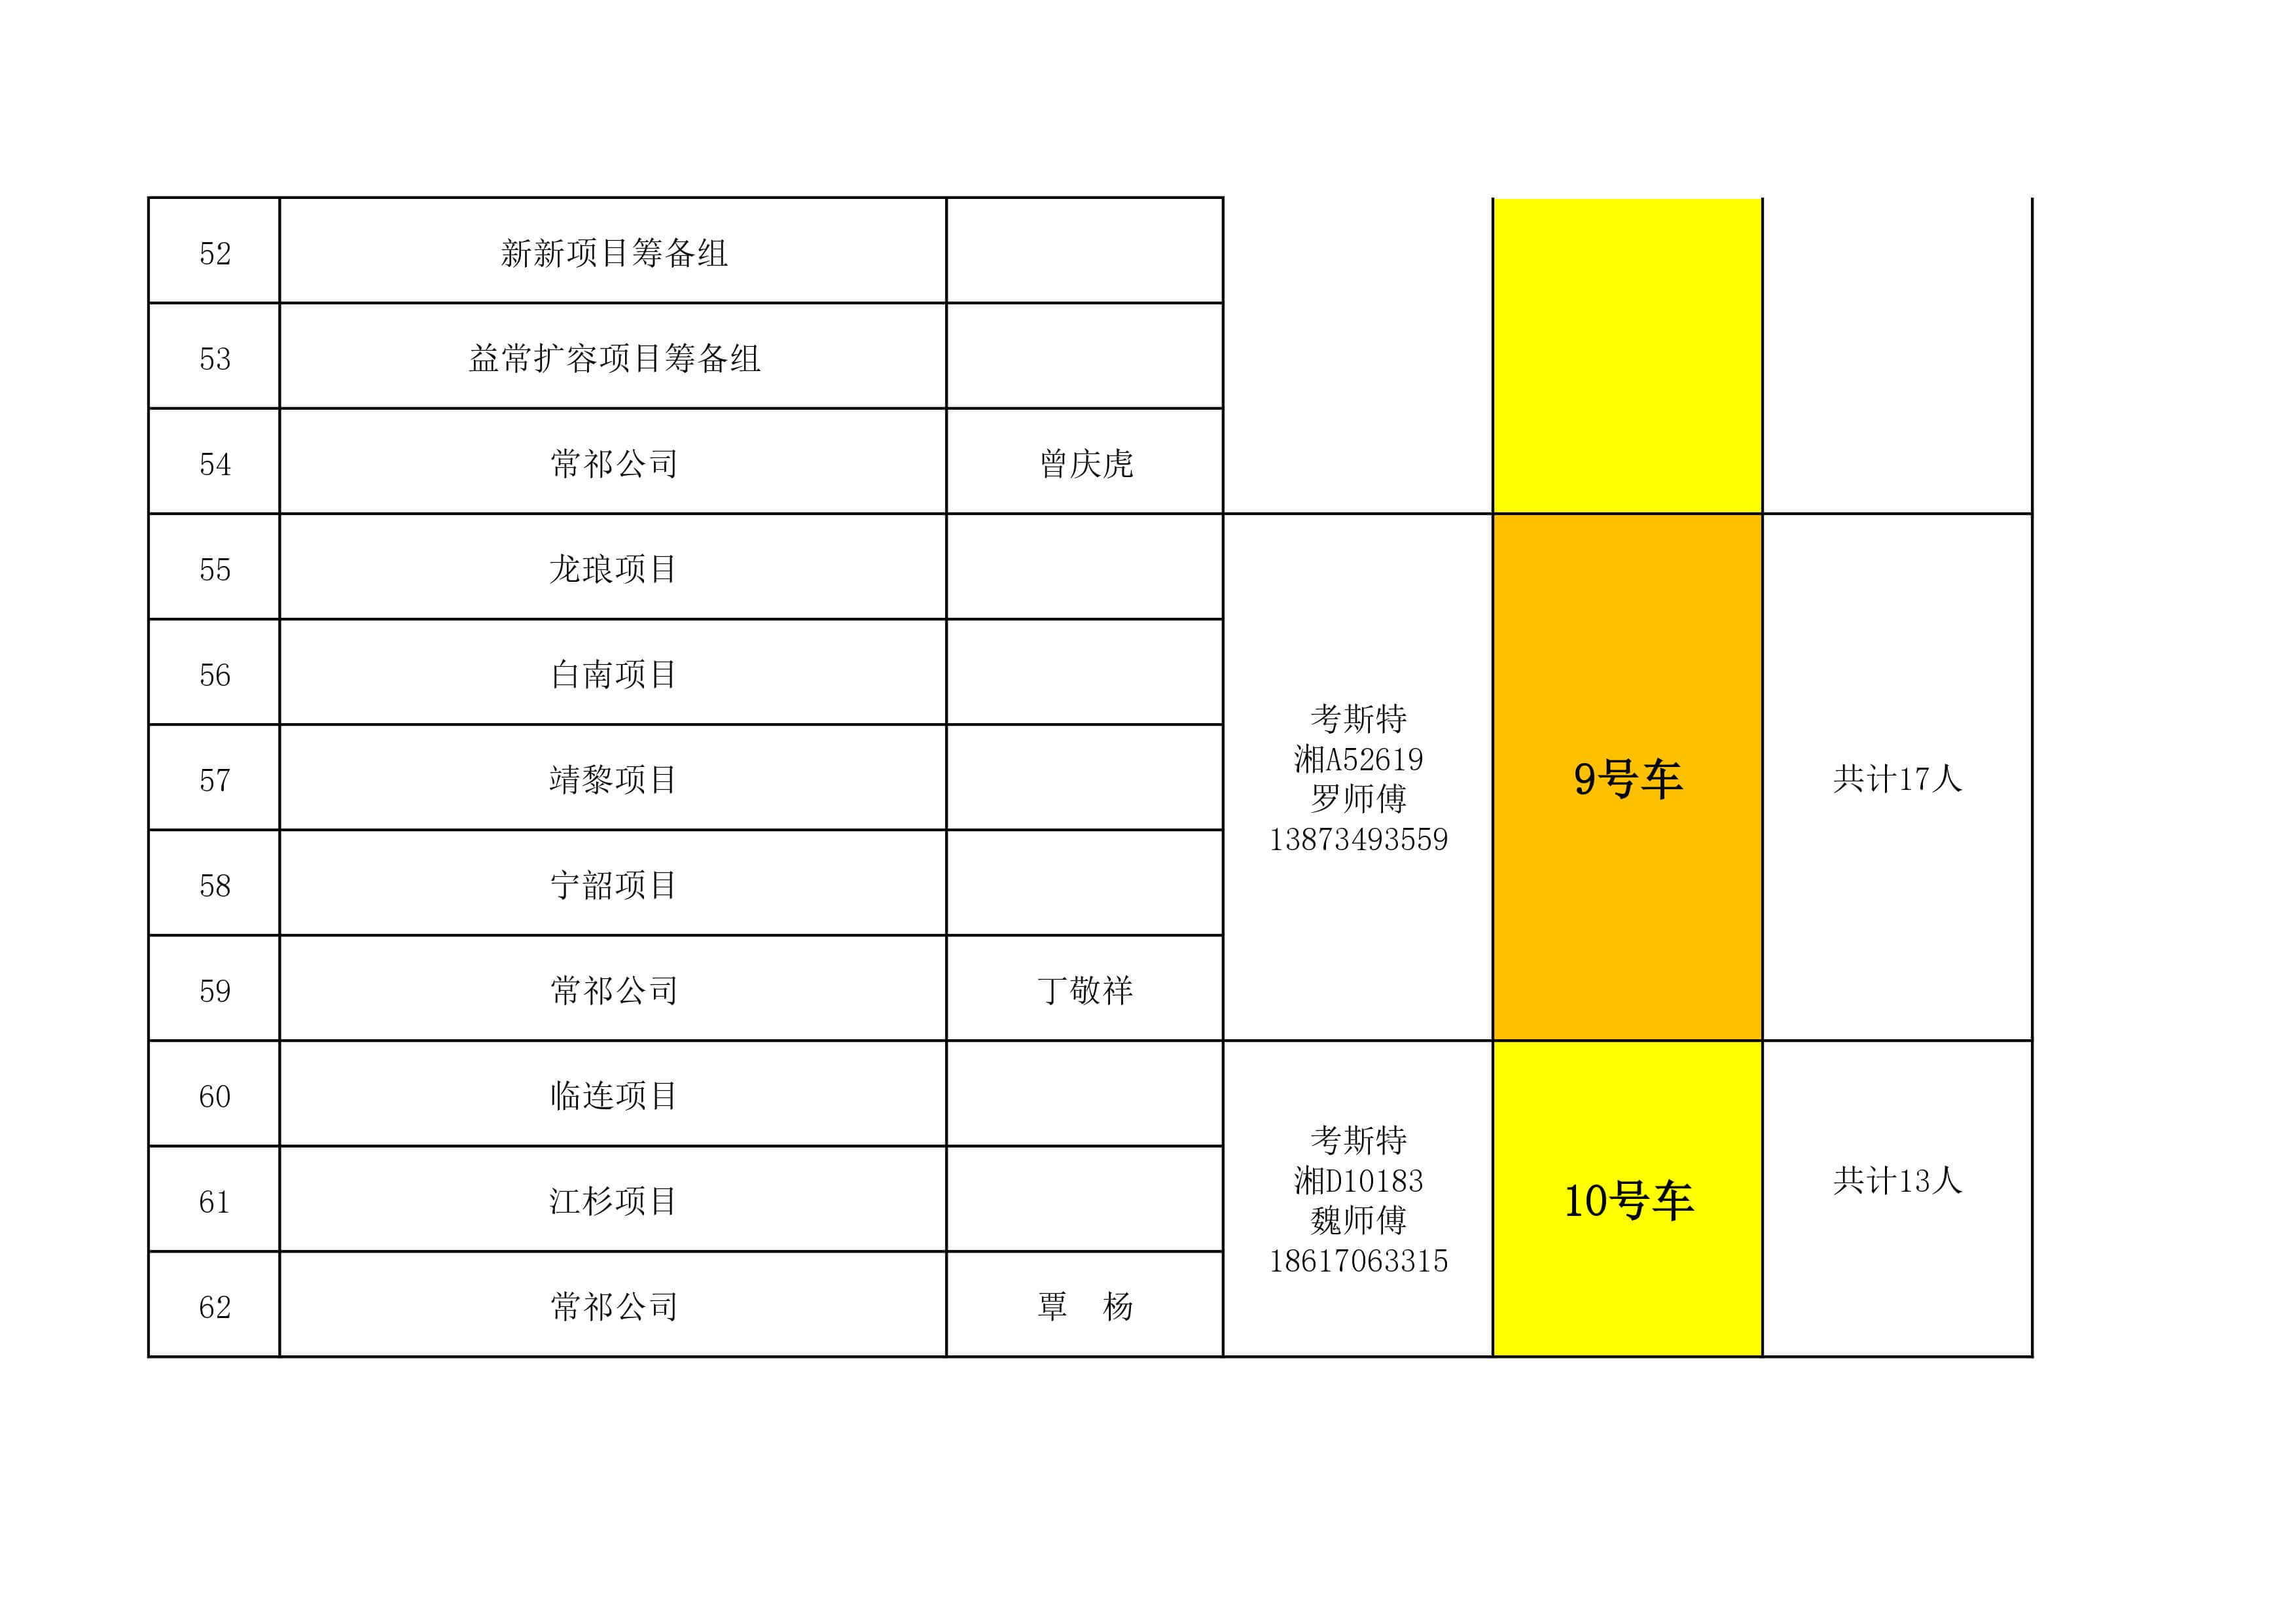 52 新新项目筹备组
53 益常扩容项目筹备组
54 常祁公司 曾庆虎
55 龙琅项目
56 白南项目
57 靖黎项目
58 宁韶项目
59 常祁公司 丁敬祥
考斯特
湘A52619
罗师傅
13873493559
9号车
共计17人
60 临连项目
61 江杉项目
62 常祁公司 覃　杨
考斯特
湘D10183
魏师傅
18617063315
10号车
共计13人